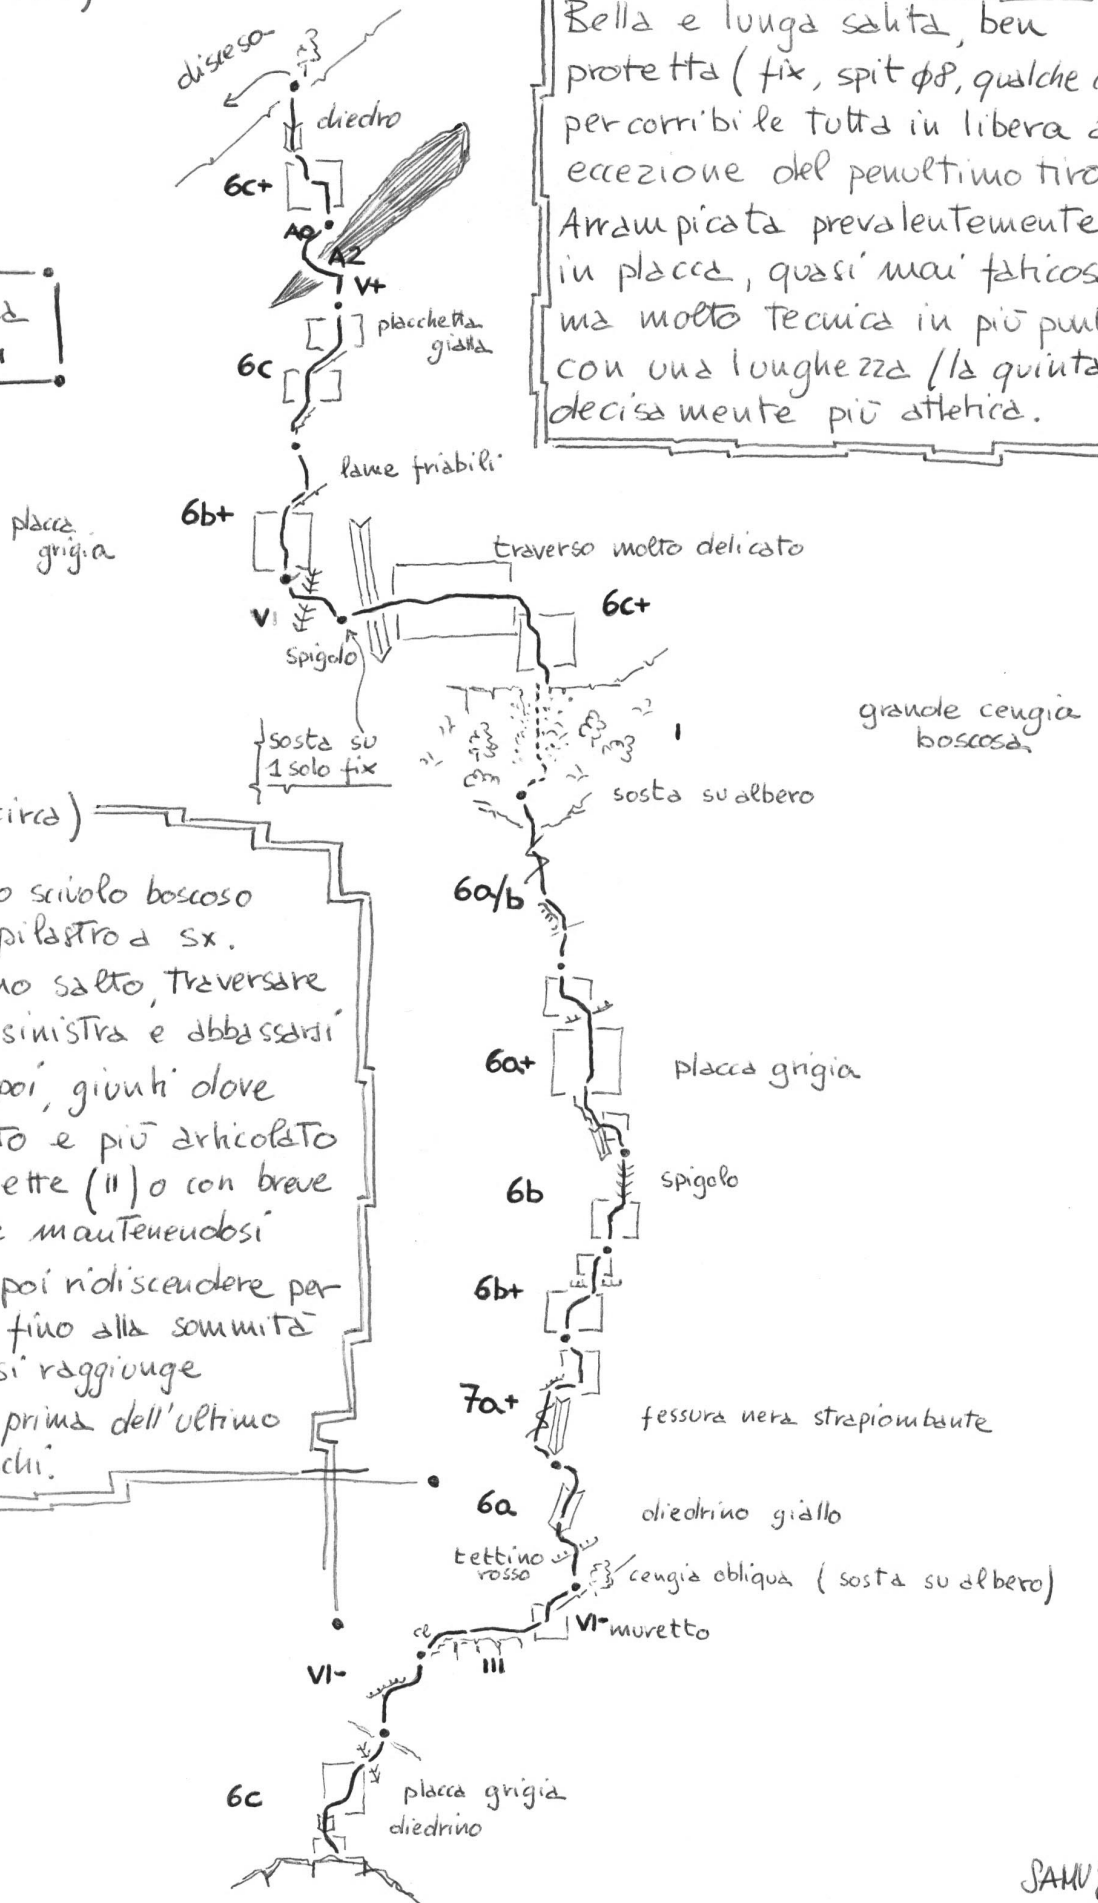 Bella e lunga salita, ben
protetta (fix, spit φ8, qualche
percorribile tutta in libera
eccezione del penultimo tiro
Arrampicata prevalentemente
in placca, quasi mai faticos
ma molto tecnica in più punt
con una lunghezza (la quinta
decisamente più atletica.
discesa
diedro
6c+
A0
A2
V+
placchetta
gialla
6c
lame friabili
6b+
placca
grigia
traverso molto delicato
6c+
VI
spigolo
sosta su
1 solo fix
I
grande cengia
boscosa
sosta su albero
circa)
o scivolo boscoso
pilastro a sx.
no salto, traversare
sinistra e abbassarsi
poi, giunti dove
to e più articolato
ette (II) o con breve
e mantenendosi
poi ridiscendere per
fino alla sommità
si raggiunge
prima dell'ultimo
chi.
6a/b
6a+
placca grigia
6b
spigolo
6b+
7a+
fessura nera strapiombante
6a
diedrino giallo
tettino
rosso
cengia obliqua (sosta su albero)
VI- muretto
III
VI-
6c
placca grigia
diedrino
SAMU